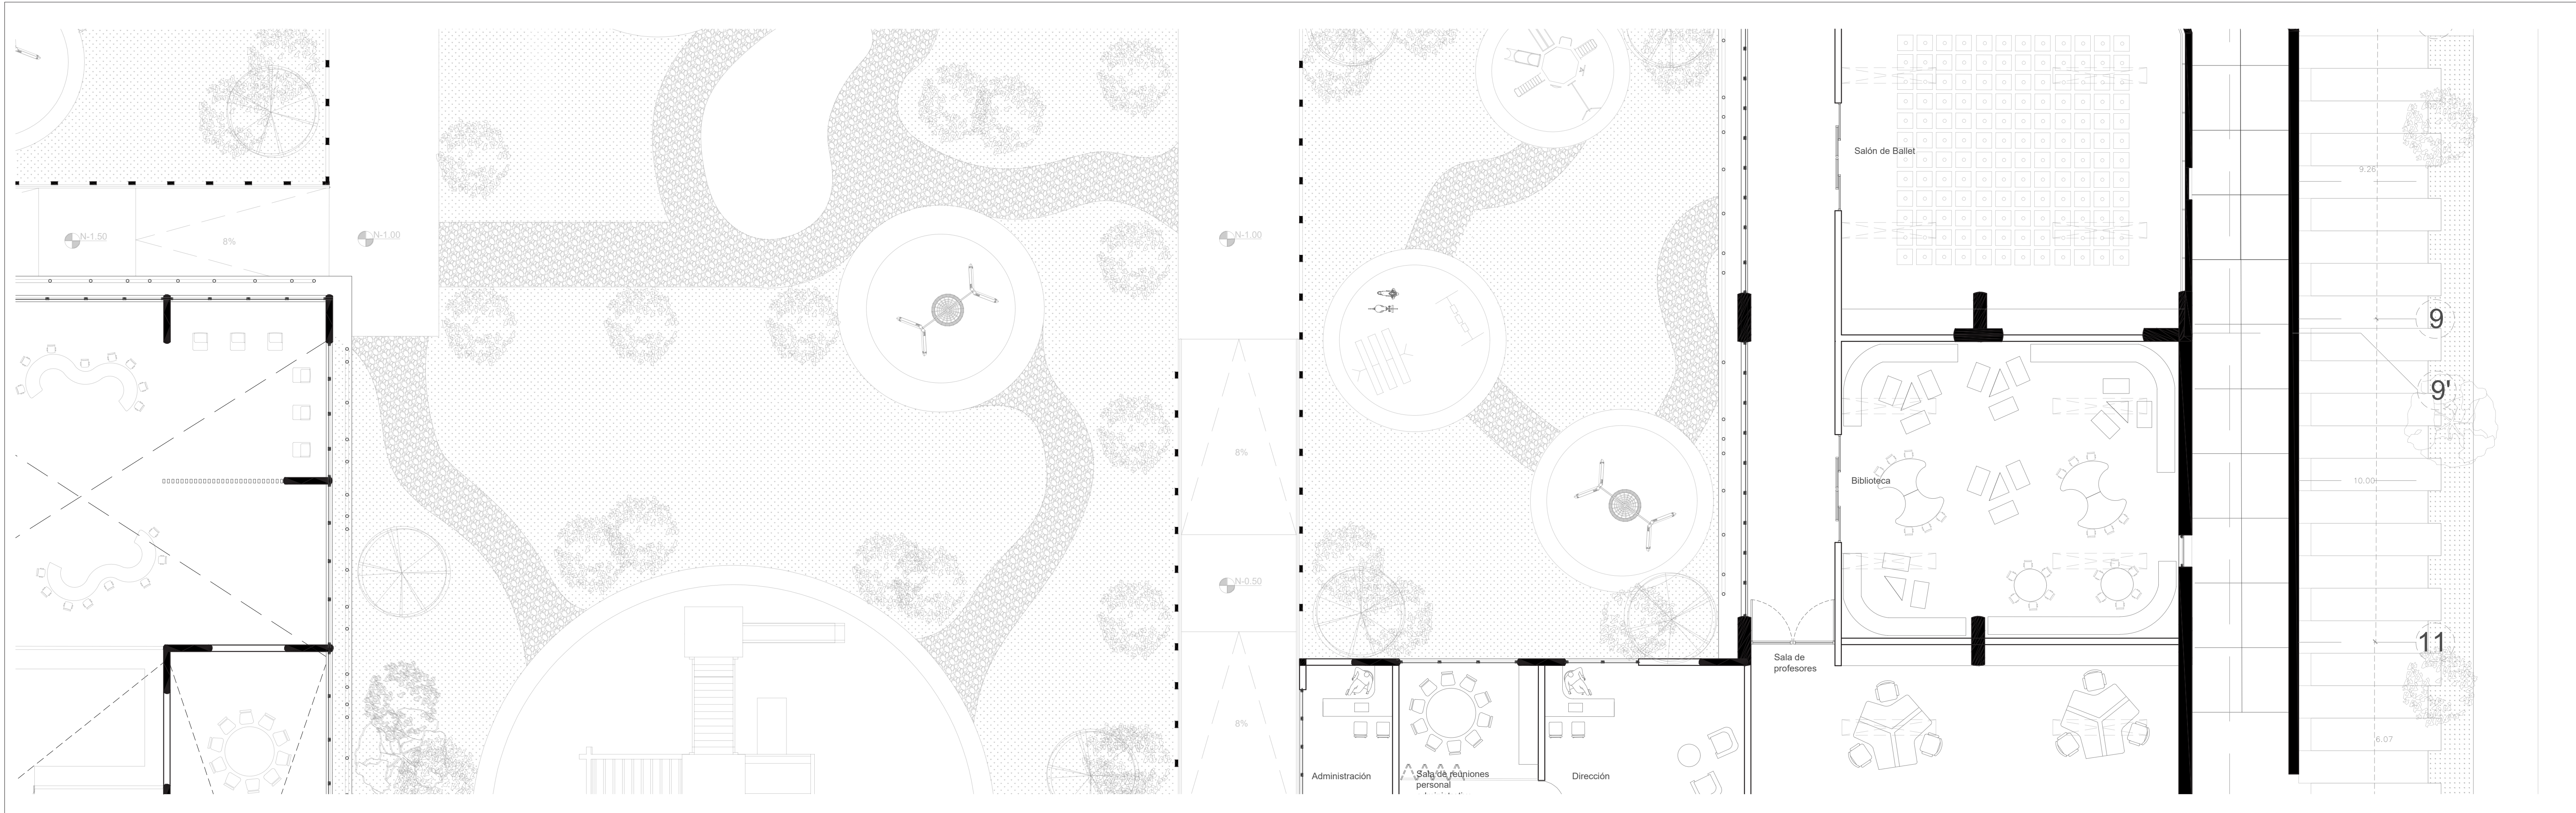 Salón de Ballet
9.26
N-1.50
8%
N-1.00
N-1.00
9
9'
8%
Biblioteca
10.00
N-0.50
11
Sala de
profesores
8%
6.07
Administración
Sala de reuniones
personal
Dirección